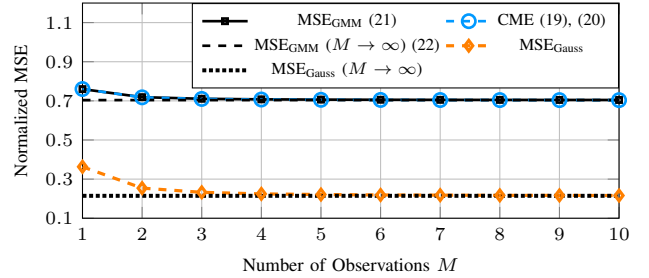 MSE_GMM (21) CME (19), (20)
MSE_GMM (M → ∞) (22) MSE_Gauss
MSE_Gauss (M → ∞)
Normalized MSE
1.1
0.9
0.7
0.5
0.3
0.1
1 2 3 4 5 6 7 8 9 10
Number of Observations M